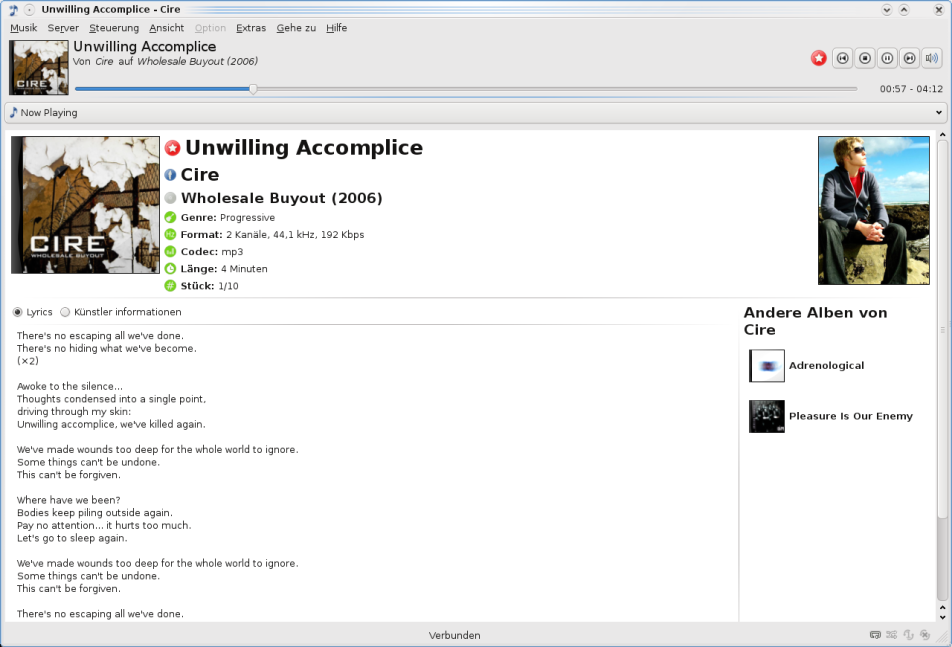 Unwilling Accomplice - Cire
Musik Server Steuerung Ansicht Option Extras Gehe zu Hilfe
CIRE
Unwilling Accomplice
Von Cire auf Wholesale Buyout (2006)
00:57 - 04:12
Now Playing
CIRE
WHOLESALE BUYOUT
Unwilling Accomplice
Cire
Wholesale Buyout (2006)
Genre: Progressive
Format: 2 Kanäle, 44,1 kHz, 192 Kbps
Codec: mp3
Länge: 4 Minuten
Stück: 1/10
Lyrics Künstler informations
There's no escaping all we've done.
There's no hiding what we've become.
(×2)
Awoke to the silence...
Thoughts condensed into a single point,
driving through my skin:
Unwilling accomplice, we've killed again.
We've made wounds too deep for the whole world to ignore.
Some things can't be undone.
This can't be forgiven.
Where have we been?
Bodies keep piling outside again.
Pay no attention... it hurts too much.
Let's go to sleep again.
We've made wounds too deep for the whole world to ignore.
Some things can't be undone.
This can't be forgiven.
There's no escaping all we've done.
Andere Alben von
Cire
Adrenological
Pleasure Is Our Enemy
Verbunden